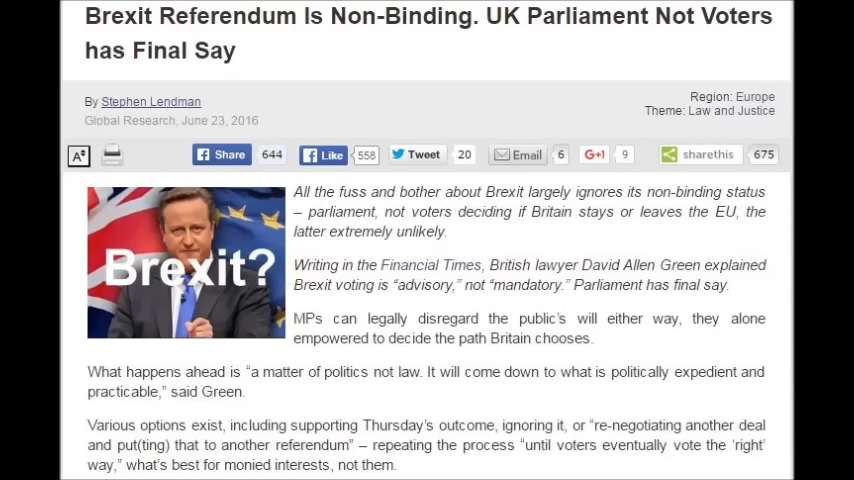 Brexit Referendum Is Non-Binding. UK Parliament Not Voters
has Final Say
By Stephen Lendman
Global Research, June 23, 2016
Region: Europe
Theme: Law and Justice
A Share 644 Like 558 Tweet 20 Email 6 G+1 9 sharethis 675
Brexit?
All the fuss and bother about Brexit largely ignores its non-binding status
– parliament, not voters deciding if Britain stays or leaves the EU, the
latter extremely unlikely.
Writing in the Financial Times, British lawyer David Allen Green explained
Brexit voting is “advisory,” not “mandatory.” Parliament has final say.
MPs can legally disregard the public’s will either way, they alone
empowered to decide the path Britain chooses.
What happens ahead is “a matter of politics not law. It will come down to what is politically expedient and
practicable,” said Green.
Various options exist, including supporting Thursday’s outcome, ignoring it, or “re-negotiating another deal
and put(ting) that to another referendum” – repeating the process “until voters eventually vote the ‘right’
way,” what’s best for monied interests, not them.